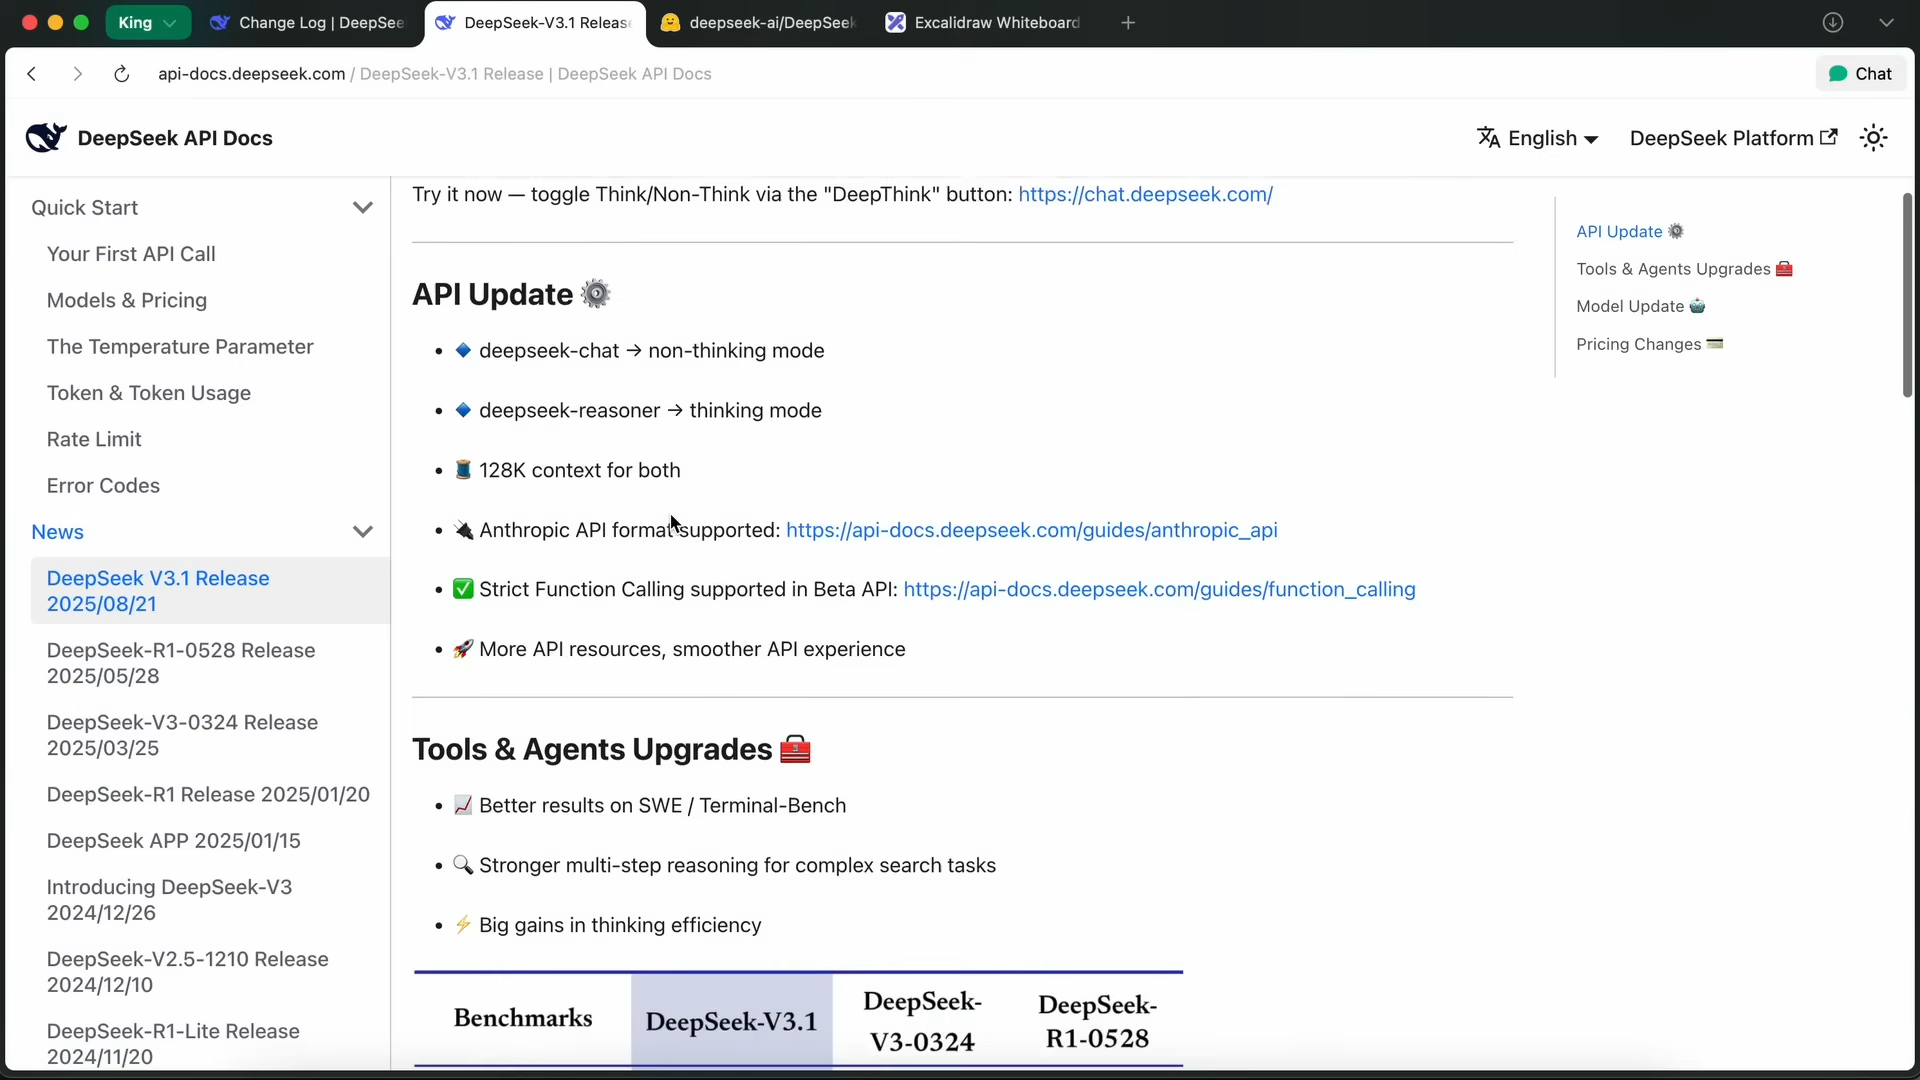 King
Change Log | DeepSee
DeepSeek-V3.1 Releas
deepseek-ai/DeepSeek
Excalidraw Whiteboard
api-docs.deepseek.com / DeepSeek-V3.1 Release | DeepSeek API Docs
Chat
DeepSeek API Docs
English
DeepSeek Platform
Quick Start
Your First API Call
Models & Pricing
The Temperature Parameter
Token & Token Usage
Rate Limit
Error Codes
News
DeepSeek V3.1 Release
2025/08/21
DeepSeek-R1-0528 Release
2025/05/28
DeepSeek-V3-0324 Release
2025/03/25
DeepSeek-R1 Release 2025/01/20
DeepSeek APP 2025/01/15
Introducing DeepSeek-V3
2024/12/26
DeepSeek-V2.5-1210 Release
2024/12/10
DeepSeek-R1-Lite Release
2024/11/20
Try it now — toggle Think/Non-Think via the "DeepThink" button: https://chat.deepseek.com/
API Update ⚙️
🔹 deepseek-chat → non-thinking mode
🔹 deepseek-reasoner → thinking mode
🧵 128K context for both
🔌 Anthropic API format supported: https://api-docs.deepseek.com/guides/anthropic_api
✅ Strict Function Calling supported in Beta API: https://api-docs.deepseek.com/guides/function_calling
🚀 More API resources, smoother API experience
Tools & Agents Upgrades 🧰
📈 Better results on SWE / Terminal-Bench
🔍 Stronger multi-step reasoning for complex search tasks
⚡️ Big gains in thinking efficiency
Benchmarks
DeepSeek-V3.1
DeepSeek-
V3-0324
DeepSeek-
R1-0528
API Update ⚙️
Tools & Agents Upgrades 🧰
Model Update 🤖
Pricing Changes 💳